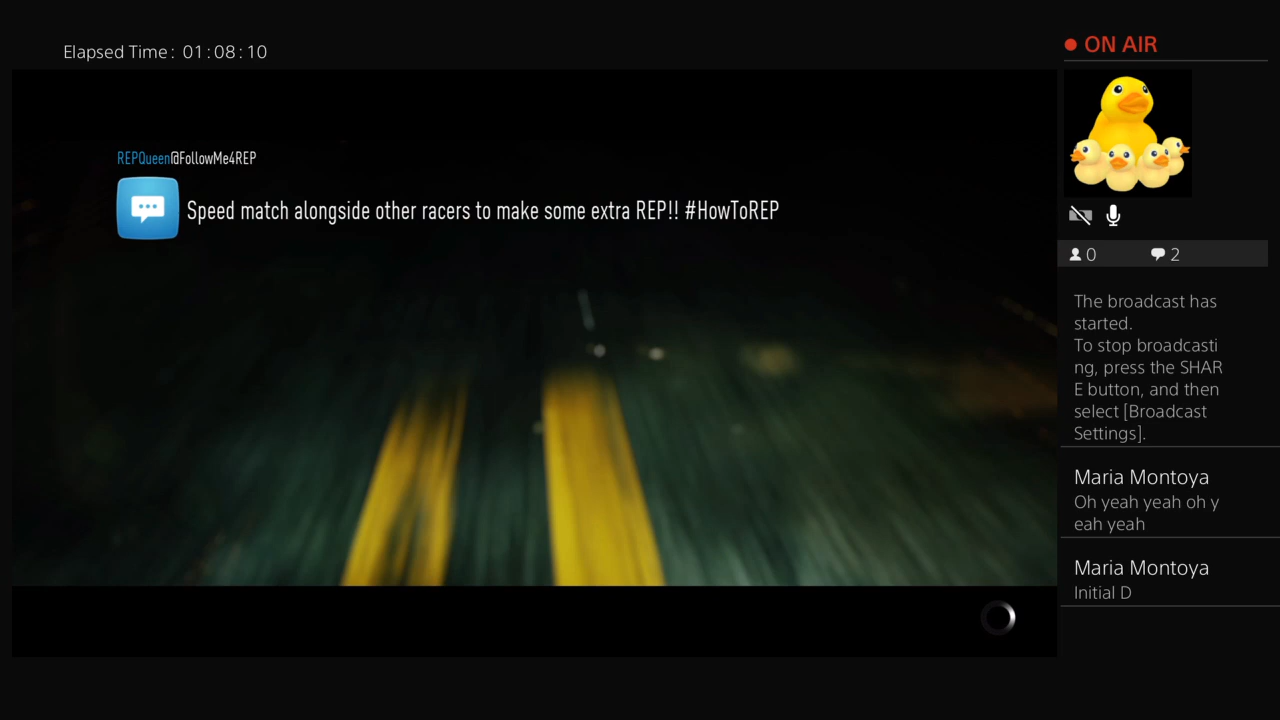 Elapsed Time: 01:08:10
ON AIR
REPQueen@FollowMe4REP
Speed match alongside other racers to make some extra REP!! #HowToREP
0 2
The broadcast has
started.
To stop broadcasti
ng, press the SHAR
E button, and then
select [Broadcast
Settings].
Maria Montoya
Oh yeah yeah oh y
eah yeah
Maria Montoya
Initial D